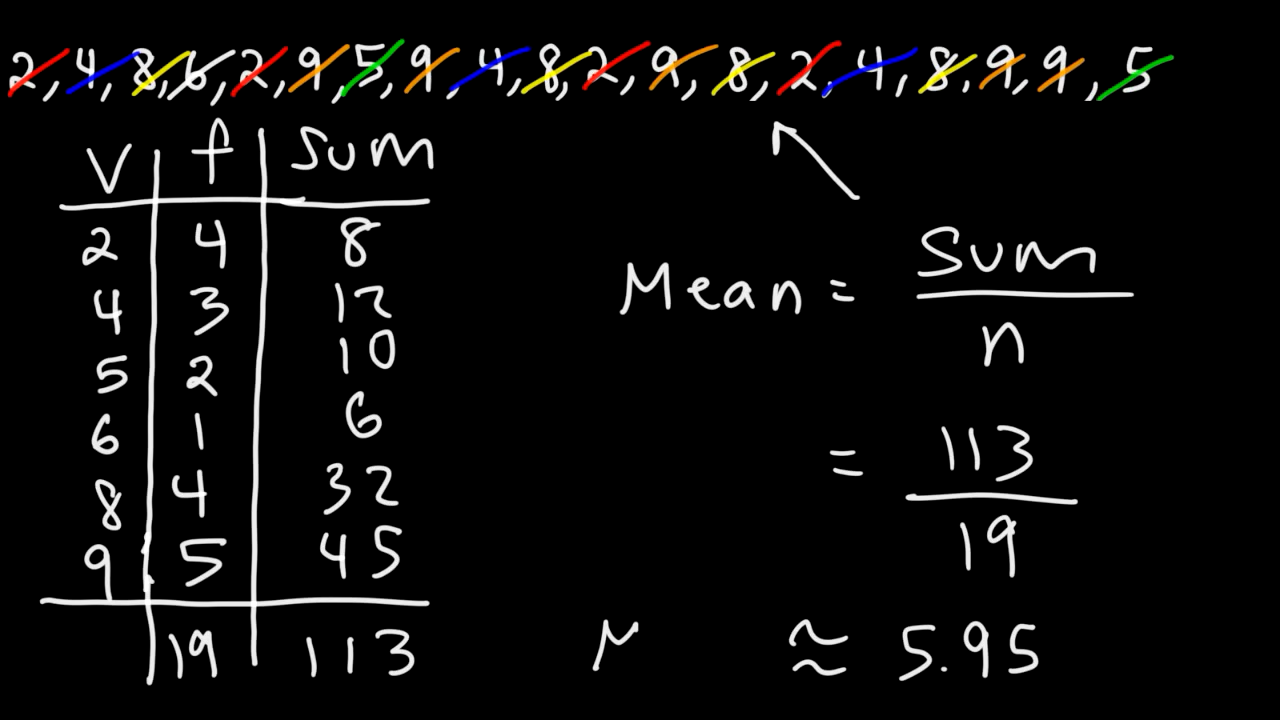 2, 4, 8, 6, 2, 9, 5, 9, 4, 8, 2, 9, 8, 2, 4, 8, 9, 9, 5
V f Sum
2 4 8
4 3 12
5 2 10
6 1 6
8 4 32
9 5 45
19 113
Mean = Sum
n
= 113
19
μ ≈ 5.95